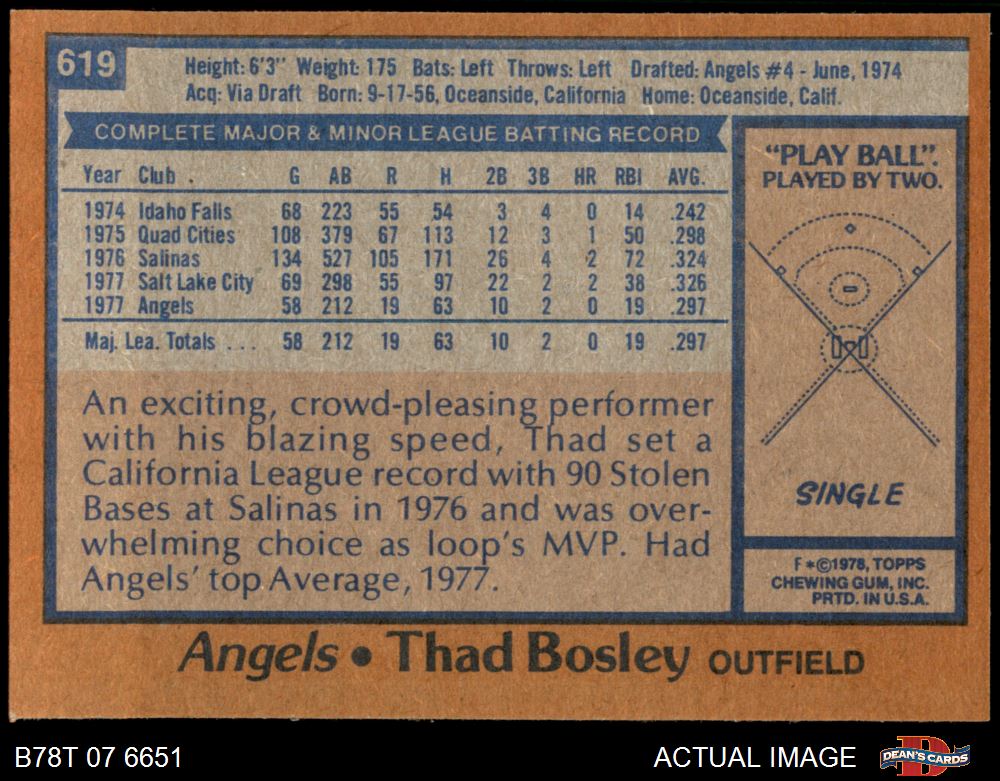 619
Height: 6'3" Weight: 175 Bats: Left Throws: Left Drafted: Angels #4 - June, 1974
Acq: Via Draft Born: 9-17-56, Oceanside, California Home: Oceanside, Calif.
COMPLETE MAJOR & MINOR LEAGUE BATTING RECORD
Year Club . G AB R H 2B 3B HR RBI AVG.
1974 Idaho Falls 68 223 55 54 3 4 0 14 .242
1975 Quad Cities 108 379 67 113 12 3 1 50 .298
1976 Salinas 134 527 105 171 26 4 2 72 .324
1977 Salt Lake City 69 298 55 97 22 2 2 38 .326
1977 Angels 58 212 19 63 10 2 0 19 .297
Maj. Lea. Totals . . . 58 212 19 63 10 2 0 19 .297
An exciting, crowd-pleasing performer
with his blazing speed, Thad set a
California League record with 90 Stolen
Bases at Salinas in 1976 and was over-
whelming choice as loop's MVP. Had
Angels' top Average, 1977.
"PLAY BALL".
PLAYED BY TWO.
SINGLE
F*©1978, TOPPS
CHEWING GUM, INC.
PRTD. IN U.S.A.
Angels • Thad Bosley OUTFIELD
B78T 07 6651
ACTUAL IMAGE
DEAN'S CARDS